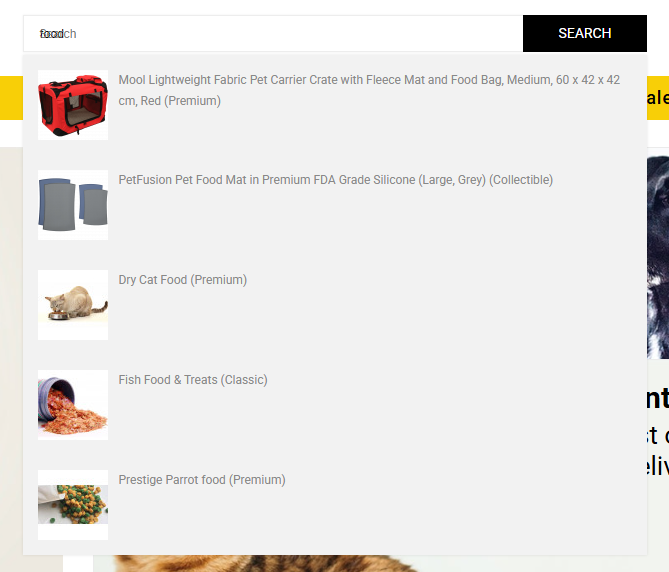 food
Search
SEARCH
Mool Lightweight Fabric Pet Carrier Crate with Fleece Mat and Food Bag, Medium, 60 x 42 x 42
cm, Red (Premium)
ale
PetFusion Pet Food Mat in Premium FDA Grade Silicone (Large, Grey) (Collectible)
Dry Cat Food (Premium)
Fish Food & Treats (Classic)
nt
st
eliv
Prestige Parrot food (Premium)